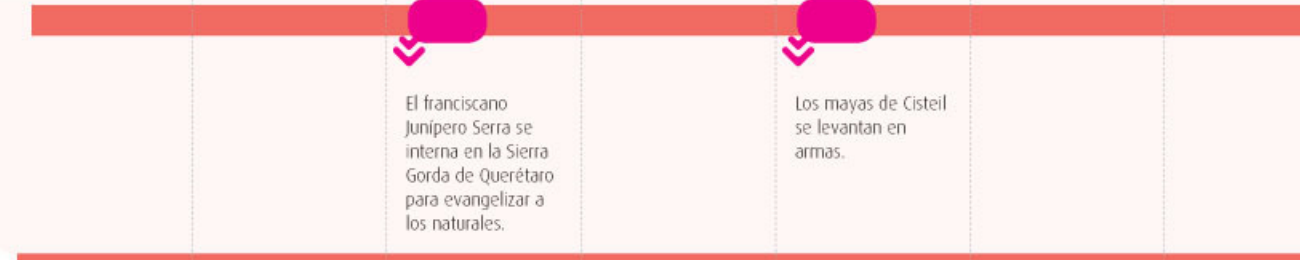 El franciscano
Junípero Serra se
interna en la Sierra
Gorda de Querétaro
para evangelizar a
los naturales.
Los mayas de Cisteil
se levantan en
armas.